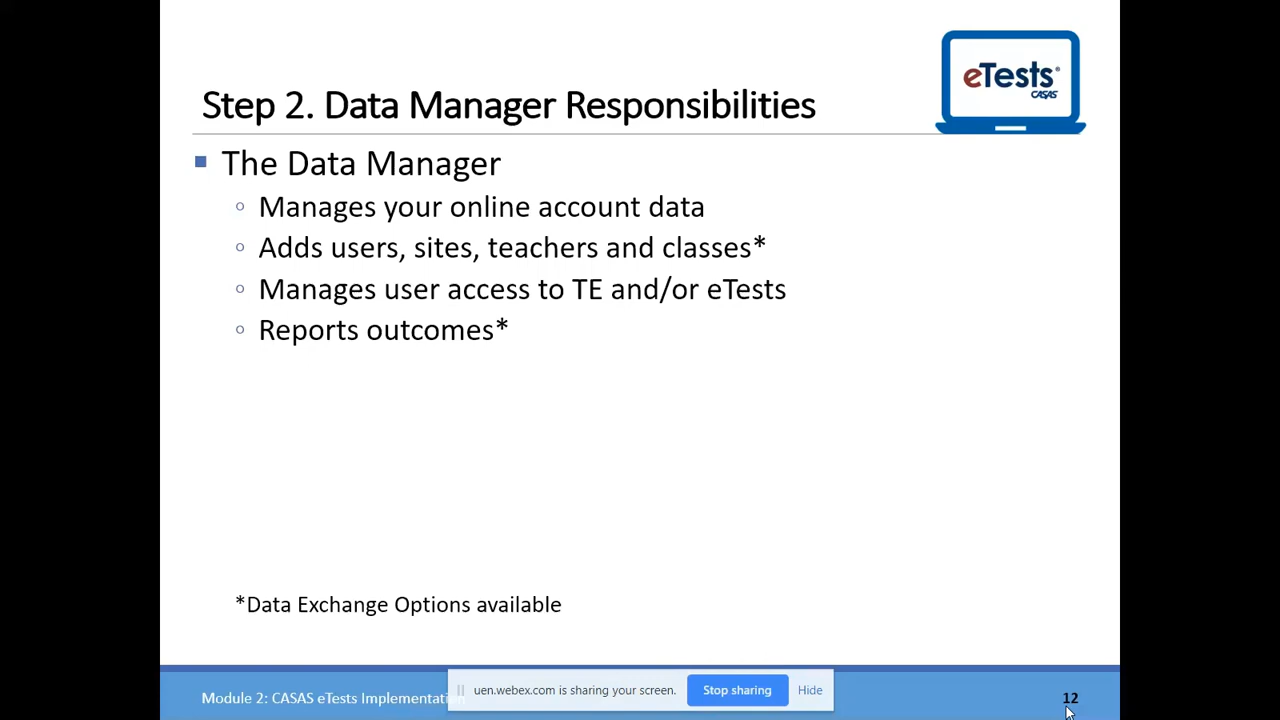 eTests®
CASAS
Step 2. Data Manager Responsibilities
The Data Manager
Manages your online account data
Adds users, sites, teachers and classes*
Manages user access to TE and/or eTests
Reports outcomes*
*Data Exchange Options available
Module 2: CASAS eTests Implementation
uen.webex.com is sharing your screen.
Stop sharing
Hide
12